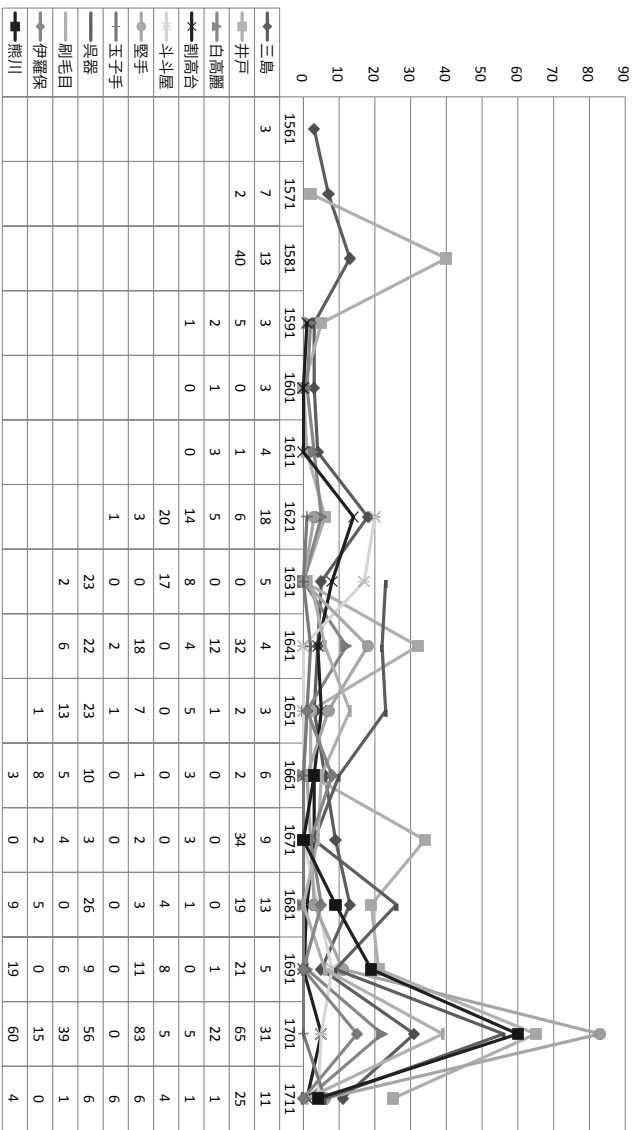 90
80
70
60
50
40
30
20
10
0
1561 1571 1581 1591 1601 1611 1621 1631 1641 1651 1661 1671 1681 1691 1701 1711
三島 3 7 13 3 3 4 18 5 4 3 6 9 13 5 31 11
井戸 2 40 5 0 1 6 0 32 2 2 34 19 21 65 25
白高麗 2 1 3 5 0 12 1 0 0 0 1 22 1
割高台 1 0 0 14 8 4 5 3 3 1 0 5 1
斗斗屋 20 17 0 0 0 0 4 8 5 4
堅手 3 0 18 7 1 2 3 11 83 6
玉子手 1 0 2 1 0 0 0 0 0 6
呉器 23 22 23 10 3 26 9 56 6
刷毛目 2 6 13 5 4 0 6 39 1
伊羅保 1 8 2 5 0 15 0
熊川 3 0 9 19 60 4